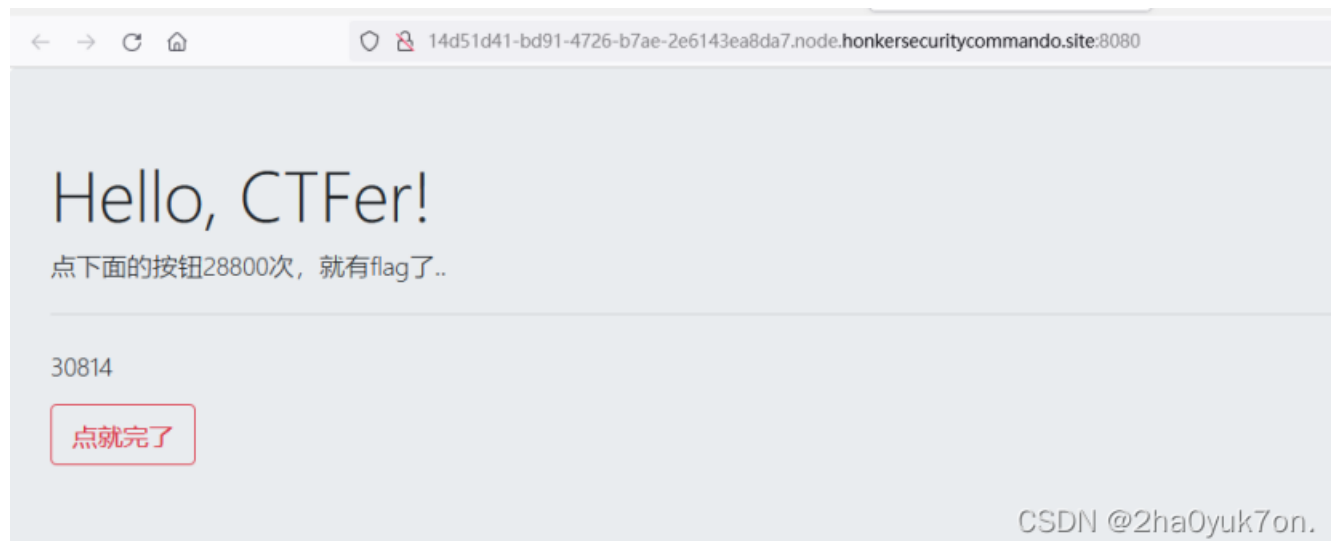 14d51d41-bd91-4726-b7ae-2e6143ea8da7.node.honkersecuritycommando.site:8080
Hello, CTFer!
点下面的按钮28800次，就有flag了..
30814
点就完了
CSDN @2ha0yuk7on.